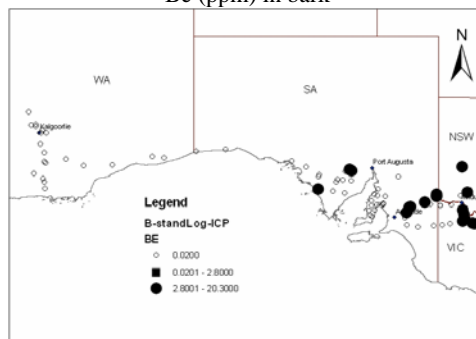 Be (ppm) in bark
N
WA
SA
NSW
Kalgoorlie
Port Augusta
VIC
Legend
B-standLog-ICP
BE
0.0200
0.0201 - 2.8000
2.8001 - 20.3000